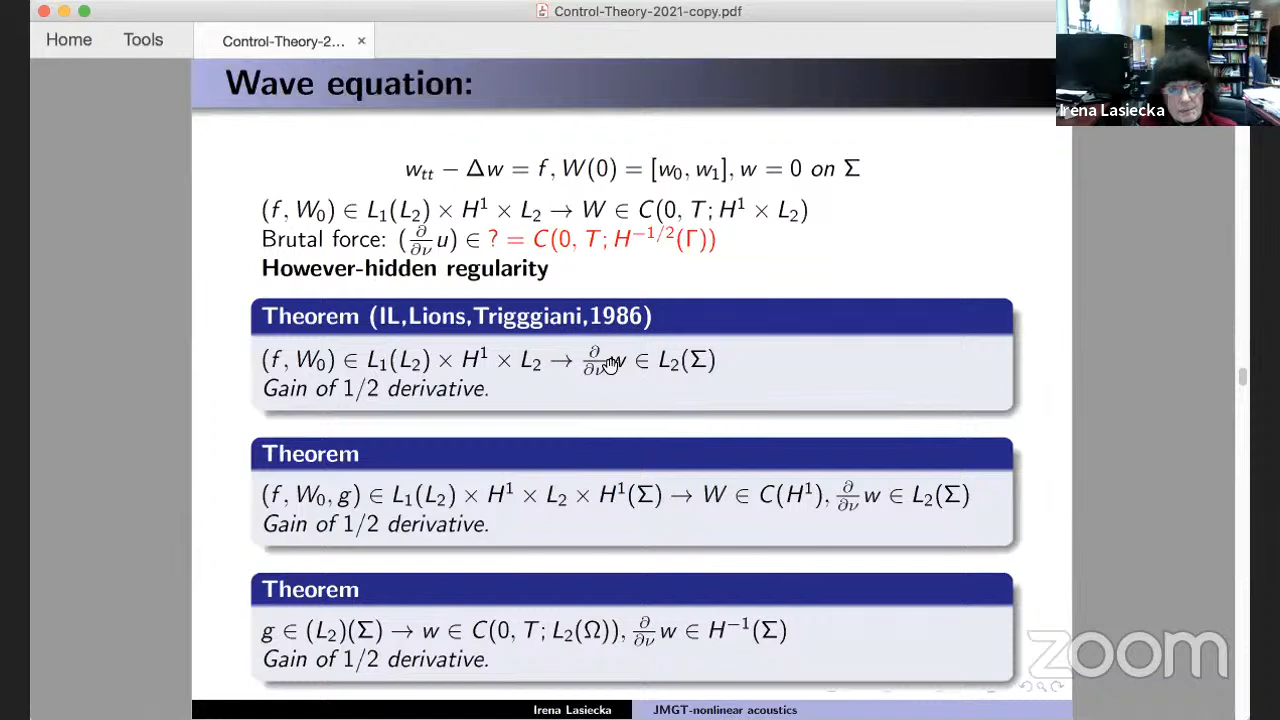 Control-Theory-2021-copy.pdf
Home Tools Control-Theory-2... ×
Irena Lasiecka
Wave equation:
w_tt − Δw = f, W(0) = [w_0, w_1], w = 0 on Σ
(f, W_0) ∈ L_1(L_2) × H^1 × L_2 → W ∈ C(0, T; H^1 × L_2)
Brutal force: (∂/∂ν u) ∈ ? = C(0, T; H^{−1/2}(Γ))
However-hidden regularity
Theorem (IL,Lions,Trigggiani,1986)
(f, W_0) ∈ L_1(L_2) × H^1 × L_2 → ∂/∂ν w ∈ L_2(Σ)
Gain of 1/2 derivative.
Theorem
(f, W_0, g) ∈ L_1(L_2) × H^1 × L_2 × H^1(Σ) → W ∈ C(H^1), ∂/∂ν w ∈ L_2(Σ)
Gain of 1/2 derivative.
Theorem
g ∈ (L_2)(Σ) → w ∈ C(0, T; L_2(Ω)), ∂/∂ν w ∈ H^{−1}(Σ)
Gain of 1/2 derivative.
zoom
Irena Lasiecka JMGT-nonlinear acoustics